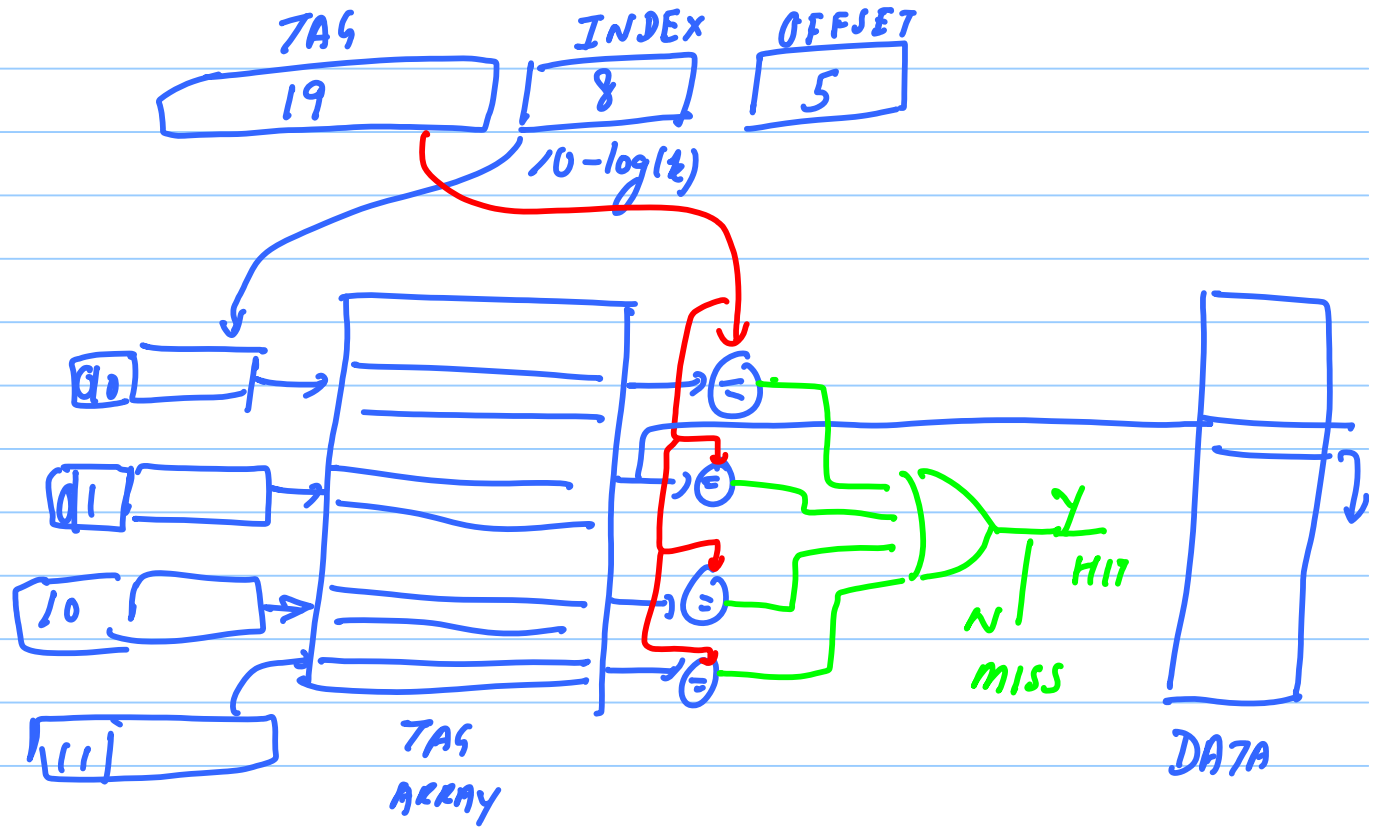 TAG INDEX OFFSET
19 8 5
10-log(k)
00
=
01
=
Y
HIT
10
=
N
MISS
=
11
TAG
ARRAY
DATA